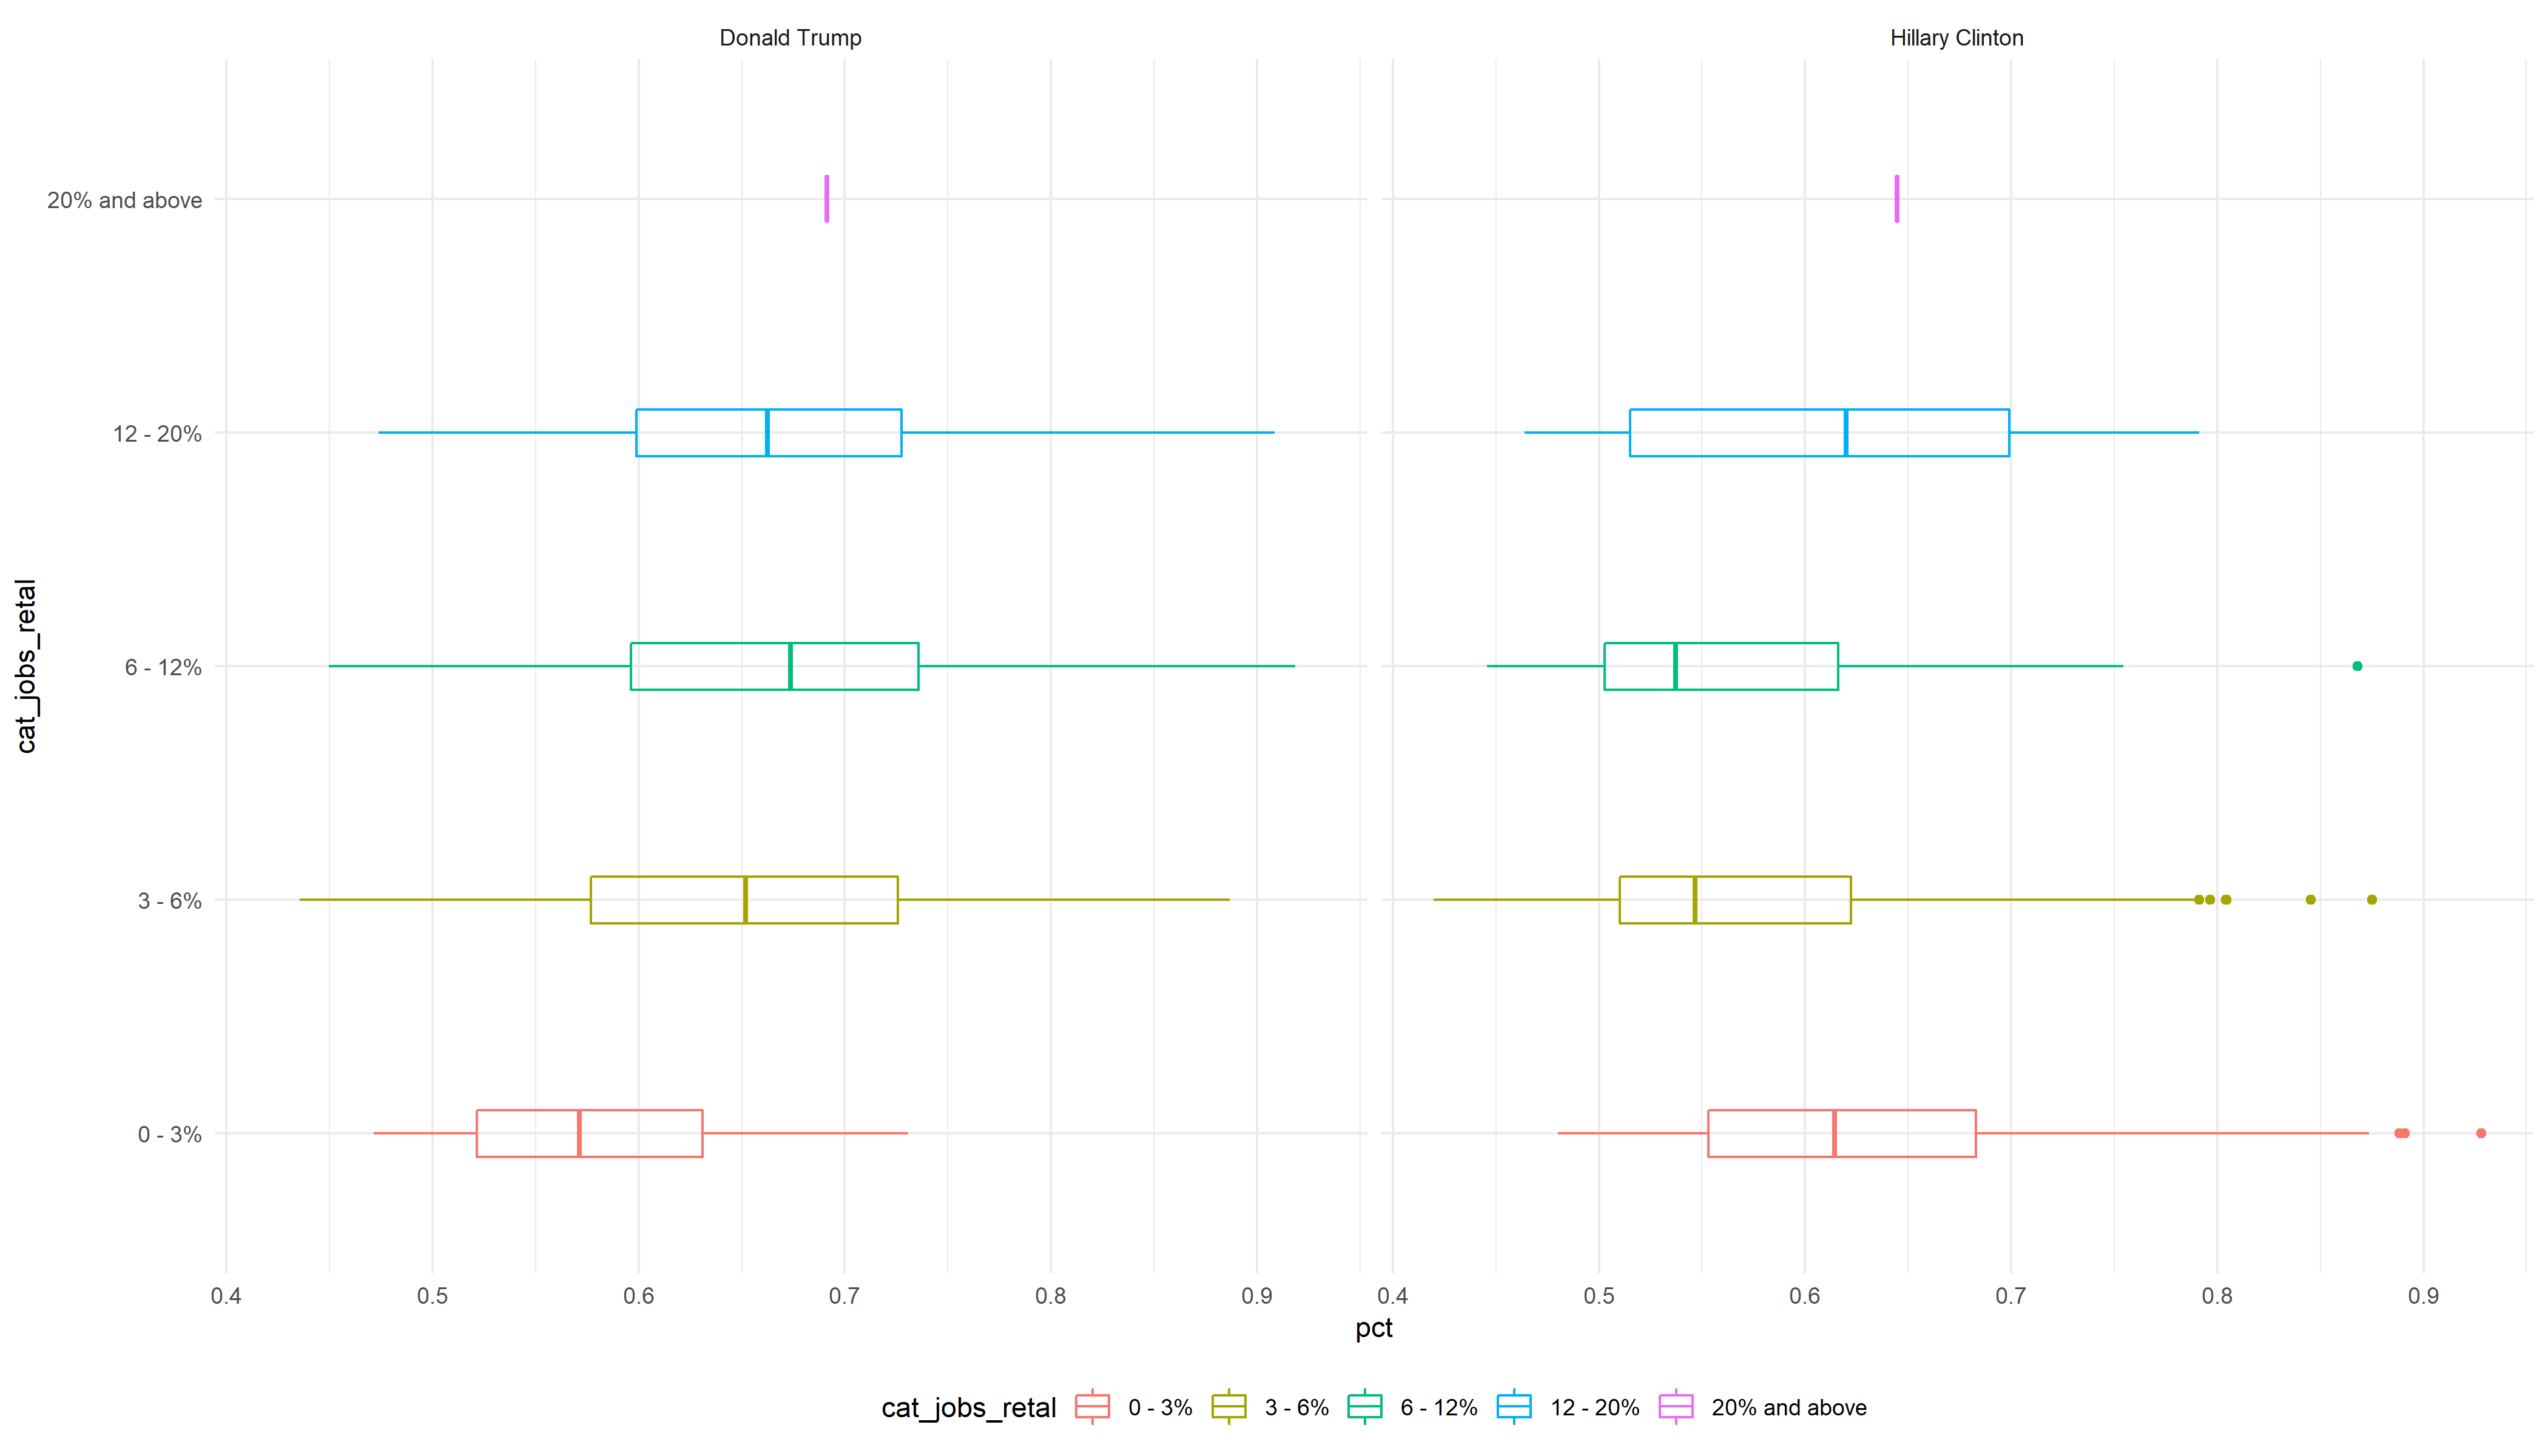 Donald Trump
Hillary Clinton
20% and above
12 - 20%
6 - 12%
3 - 6%
0 - 3%
cat_jobs_retal
0.4 0.5 0.6 0.7 0.8 0.9 0.4 0.5 0.6 0.7 0.8 0.9
pct
cat_jobs_retal 0 - 3% 3 - 6% 6 - 12% 12 - 20% 20% and above